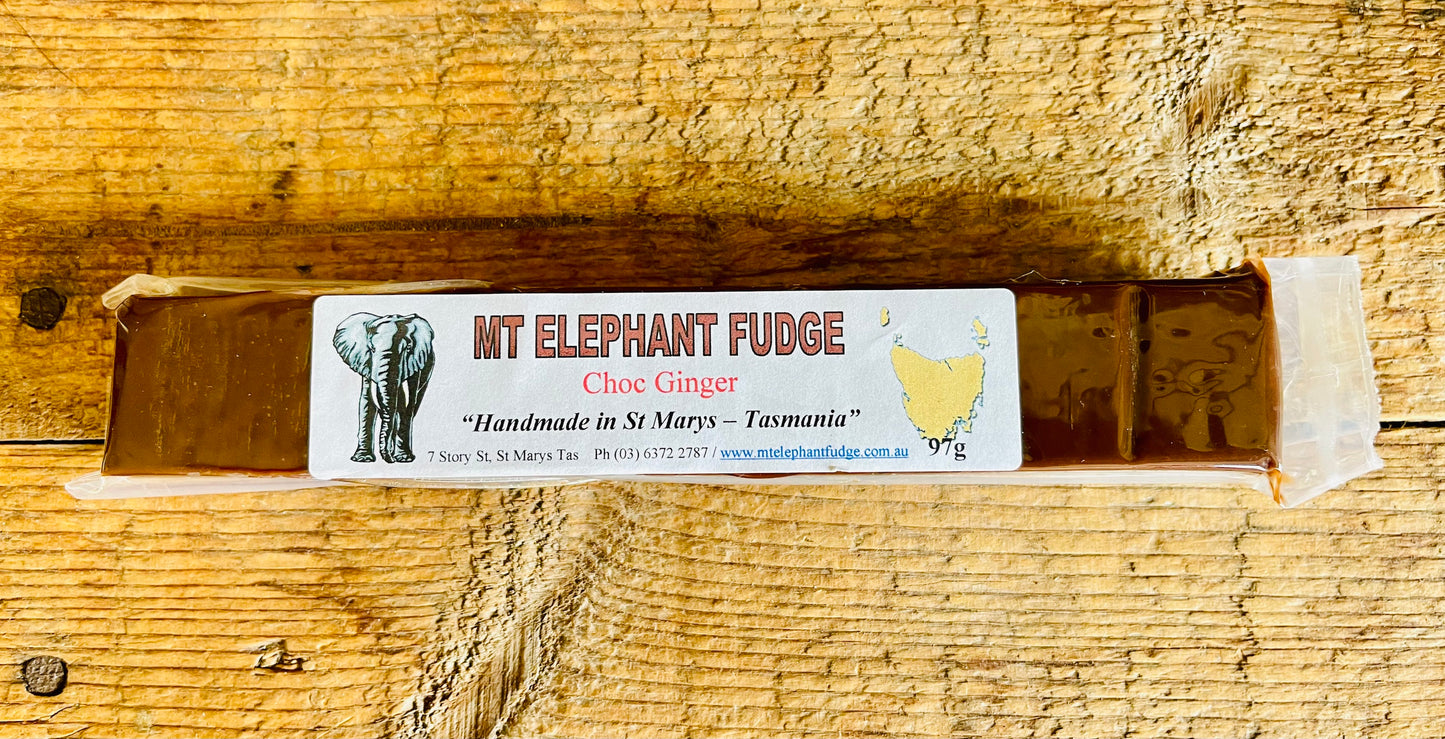 MT ELEPHANT FUDGE
Choc Ginger
“Handmade in St Marys – Tasmania”
7 Story St, St Marys Tas Ph (03) 6372 2787 / www.mtelephantfudge.com.au 97g